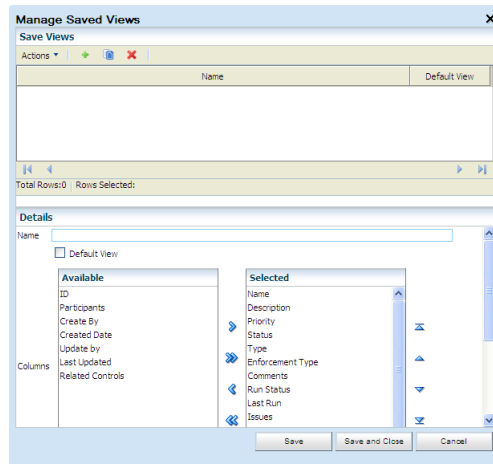 Manage Saved Views
Save Views
Actions
Name Default View
Total Rows:0 Rows Selected:
Details
Name
Default View
Available Selected
ID Name
Participants Description
Create By Priority
Created Date Status
Update by Type
Columns Last Updated Enforcement Type
Related Controls Comments
Run Status
Last Run
Issues
Save Save and Close Cancel